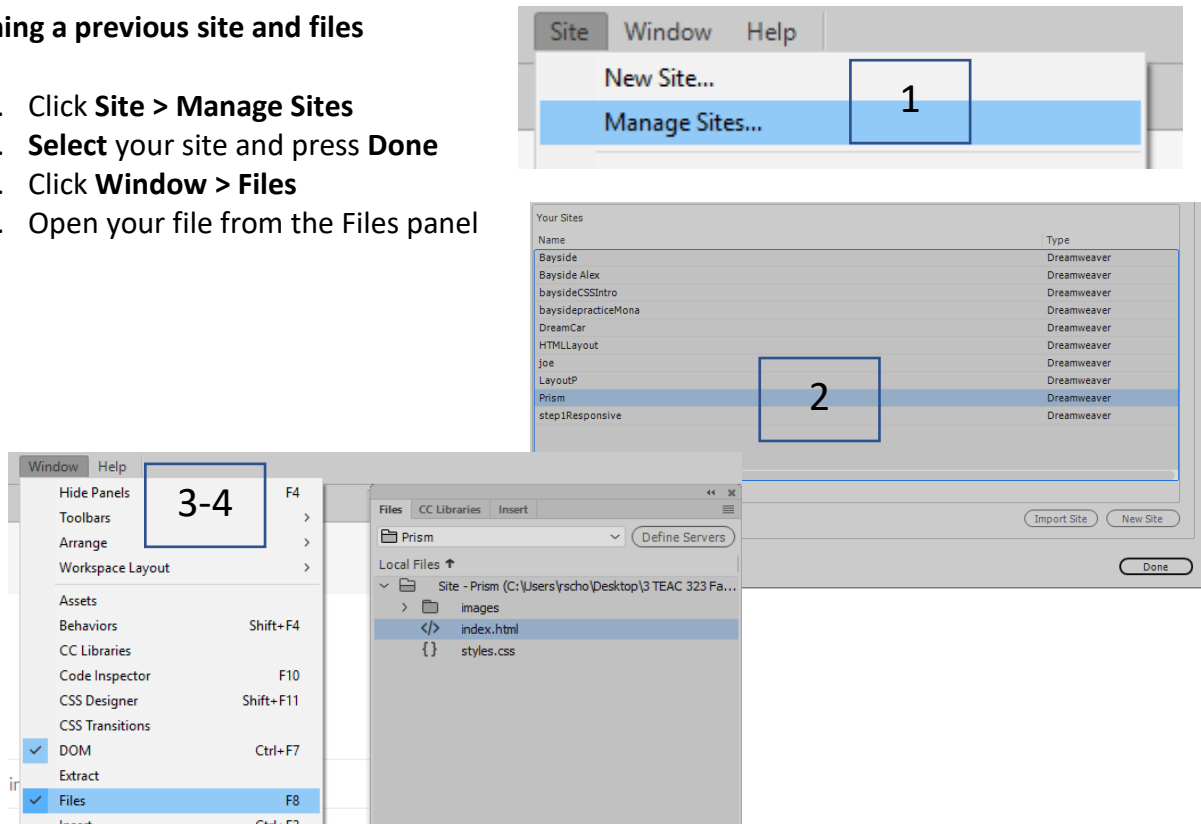 ning a previous site and files
. Click Site > Manage Sites
. Select your site and press Done
. Click Window > Files
. Open your file from the Files panel
Site Window Help
New Site...
Manage Sites...
1
Your Sites
Name Type
Bayside Dreamweaver
Bayside Alex Dreamweaver
baysideCSSIntro Dreamweaver
baysidepracticeMona Dreamweaver
DreamCar Dreamweaver
HTMLLayout Dreamweaver
joe Dreamweaver
LayoutP Dreamweaver
Prism Dreamweaver
step1Responsive Dreamweaver
2
Import Site New Site
Done
Window Help
Hide Panels F4
Toolbars >
Arrange >
Workspace Layout >
Assets
Behaviors Shift+F4
CC Libraries
Code Inspector F10
CSS Designer Shift+F11
CSS Transitions
DOM Ctrl+F7
Extract
Files F8
Insert Ctrl+F2
3-4
Files CC Libraries Insert
Prism Define Servers
Local Files ↑
Site - Prism (C:\Users\rscho\Desktop\3 TEAC 323 Fa...
> images
</> index.html
{} styles.css
in